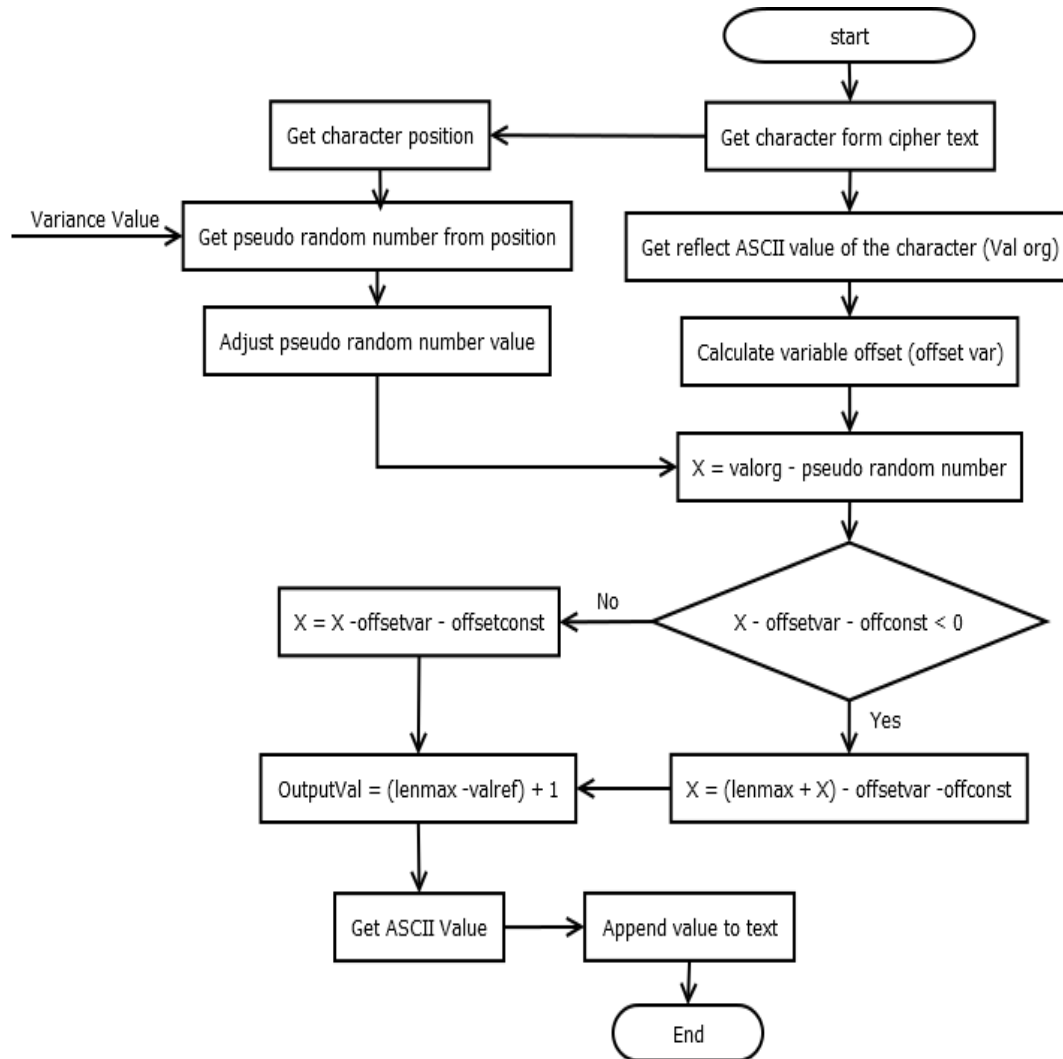 start
Get character position
Get character form cipher text
Variance Value
Get pseudo random number from position
Get reflect ASCII value of the character (Val org)
Adjust pseudo random number value
Calculate variable offset (offset var)
X = valorg - pseudo random number
No
X = X -offsetvar - offsetconst
X - offsetvar - offconst < 0
Yes
OutputVal = (lenmax -valref) + 1
X = (lenmax + X) - offsetvar -offconst
Get ASCII Value
Append value to text
End